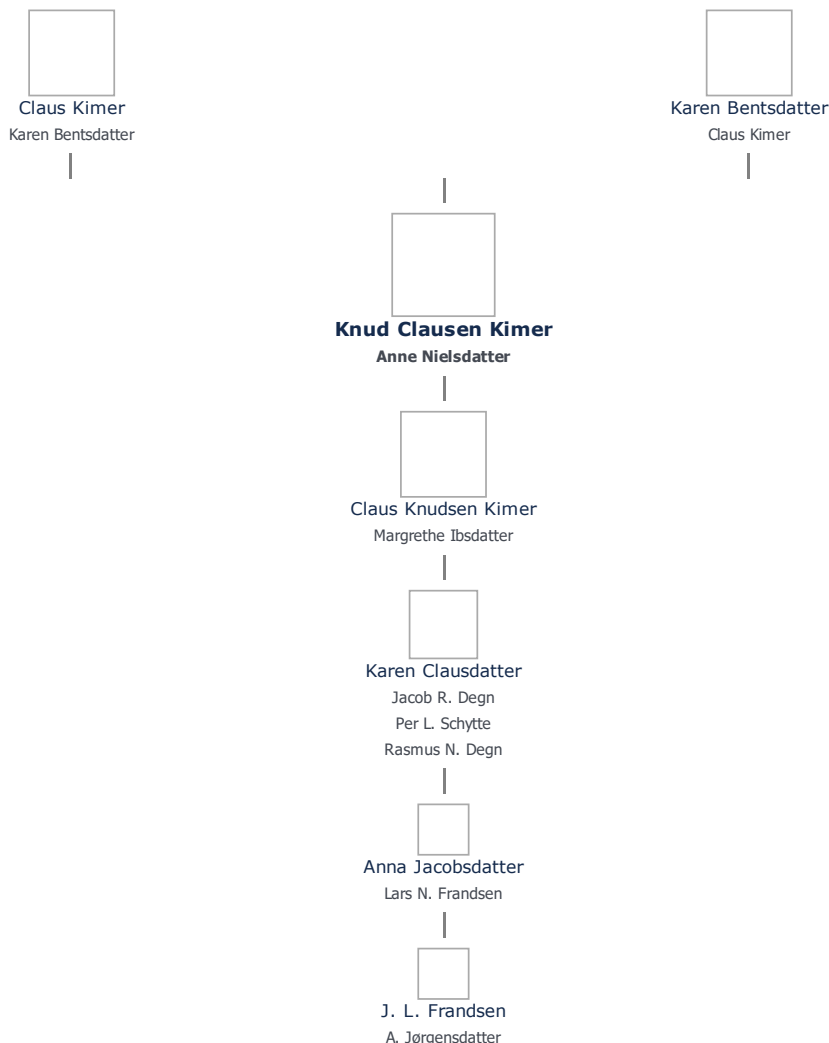 Claus Kimer
Karen Bentsdatter
Karen Bentsdatter
Claus Kimer
Knud Clausen Kimer
Anne Nielsdatter
Claus Knudsen Kimer
Margrethe Ibsdatter
Karen Clausdatter
Jacob R. Degn
Per L. Schytte
Rasmus N. Degn
Anna Jacobsdatter
Lars N. Frandsen
J. L. Frandsen
A. Jørgensdatter